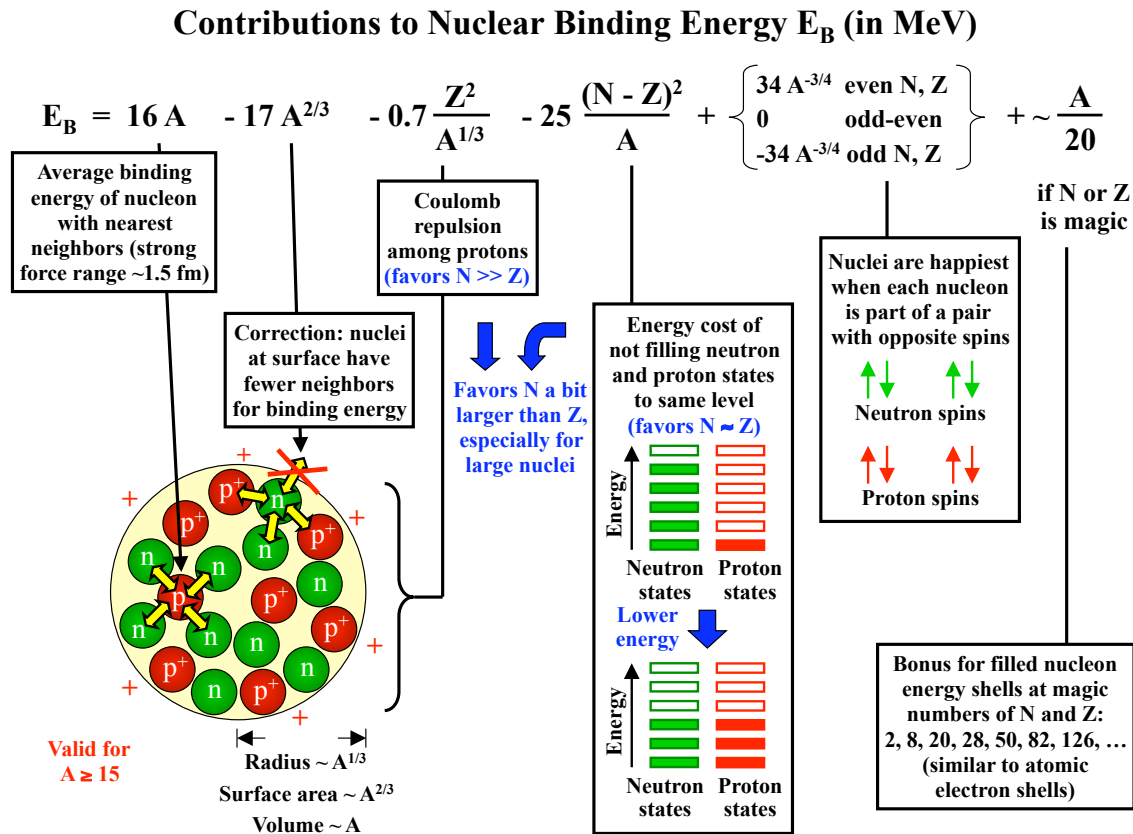 Contributions to Nuclear Binding Energy E_B (in MeV)
E_B = 16 A - 17 A^{2/3} - 0.7 Z^2 / A^{1/3} - 25 (N - Z)^2 / A + { 34 A^{-3/4} even N, Z
0 odd-even
-34 A^{-3/4} odd N, Z } + ~ A / 20
if N or Z
is magic
Average binding
energy of nucleon
with nearest
neighbors (strong
force range ~1.5 fm)
Correction: nuclei
at surface have
fewer neighbors
for binding energy
Coulomb
repulsion
among protons
(favors N >> Z)
Favors N a bit
larger than Z,
especially for
large nuclei
Energy cost of
not filling neutron
and proton states
to same level
(favors N ≈ Z)
Energy
Neutron
states
Proton
states
Lower
energy
Energy
Neutron
states
Proton
states
Nuclei are happiest
when each nucleon
is part of a pair
with opposite spins
Neutron spins
Proton spins
Bonus for filled nucleon
energy shells at magic
numbers of N and Z:
2, 8, 20, 28, 50, 82, 126, …
(similar to atomic
electron shells)
+
+
+
+
+
+
+
p+
n
p+
p+
n
n
n
p
n
p+
n
n
n
p+
n
p+
n
p+
n
Valid for
A ≥ 15
Radius ~ A^{1/3}
Surface area ~ A^{2/3}
Volume ~ A